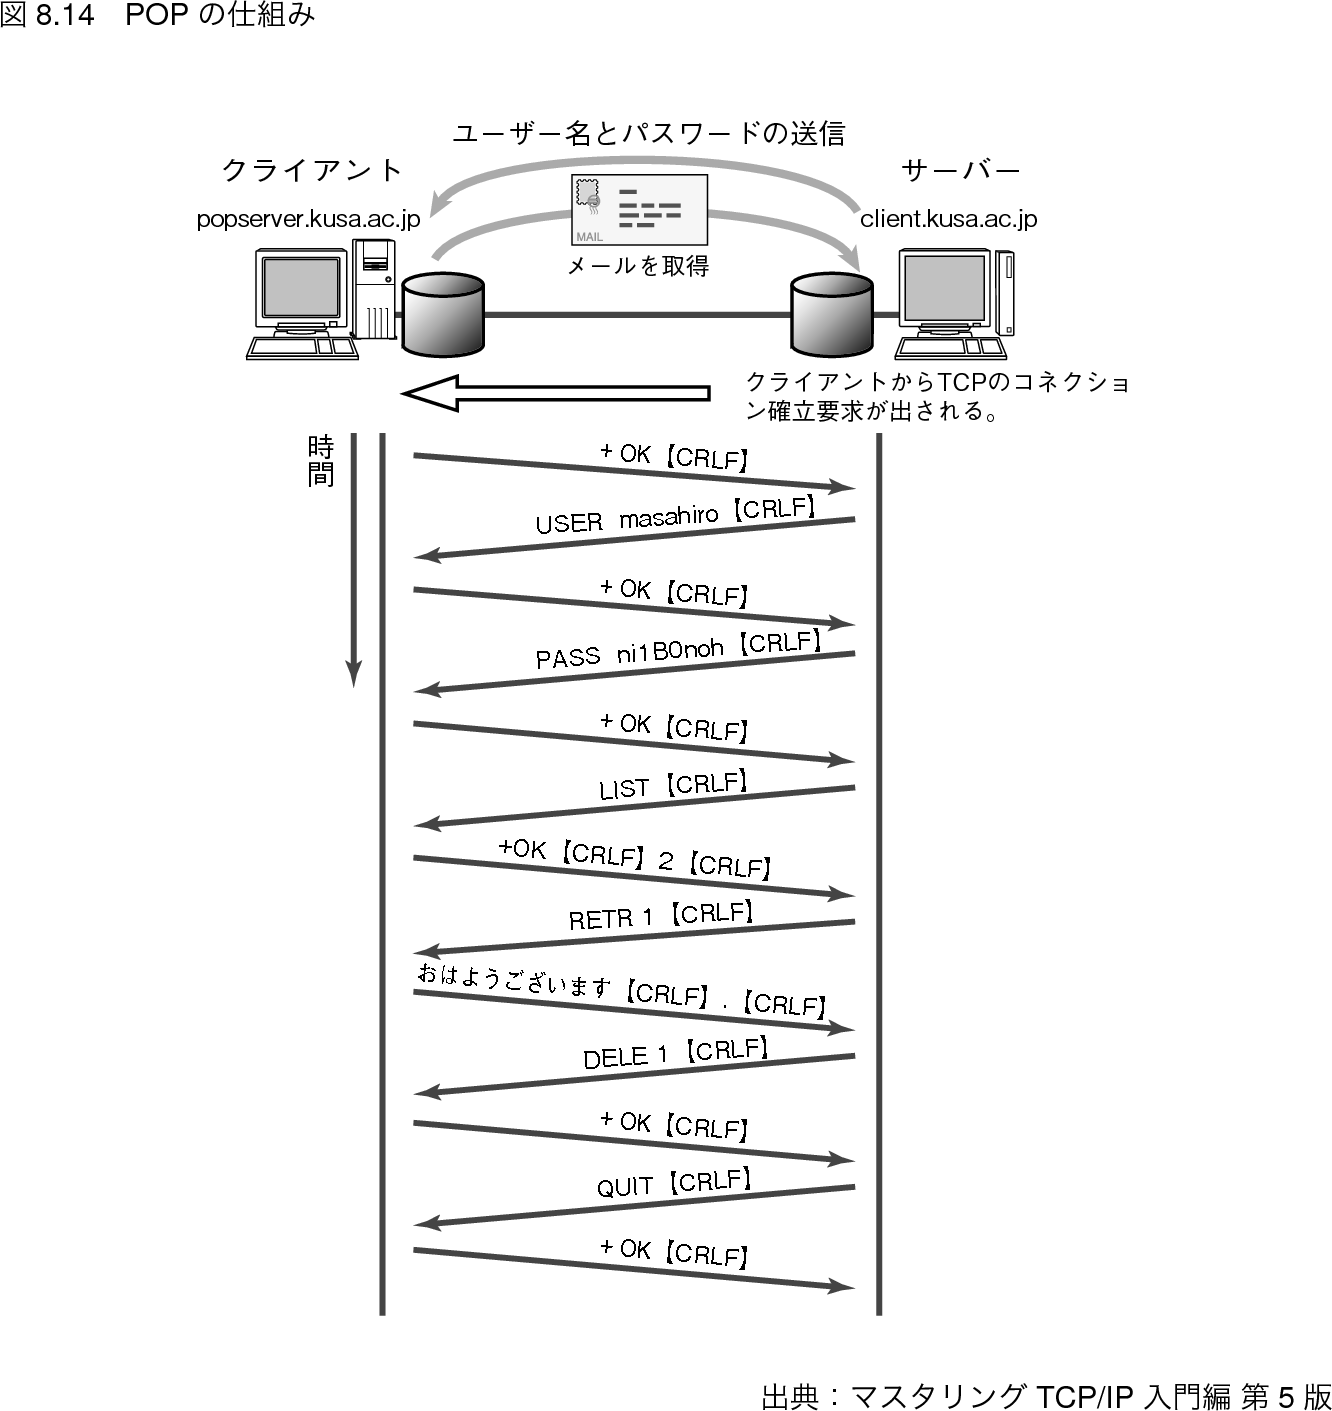 図 8.14　POP の仕組み
ユーザー名とパスワードの送信
クライアント
サーバー
popserver.kusa.ac.jp
client.kusa.ac.jp
MAIL
メールを取得
クライアントからTCPのコネクショ
ン確立要求が出される。
時間
+ OK【CRLF】
USER masahiro【CRLF】
+ OK【CRLF】
PASS ni1B0noh【CRLF】
+ OK【CRLF】
LIST【CRLF】
+OK【CRLF】2【CRLF】
RETR 1【CRLF】
おはようございます【CRLF】.【CRLF】
DELE 1【CRLF】
+ OK【CRLF】
QUIT【CRLF】
+ OK【CRLF】
出典：マスタリング TCP/IP 入門編 第 5 版